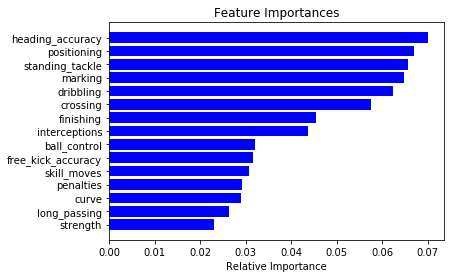 Feature Importances
heading_accuracy
positioning
standing_tackle
marking
dribbling
crossing
finishing
interceptions
ball_control
free_kick_accuracy
skill_moves
penalties
curve
long_passing
strength
0.00 0.01 0.02 0.03 0.04 0.05 0.06 0.07
Relative Importance